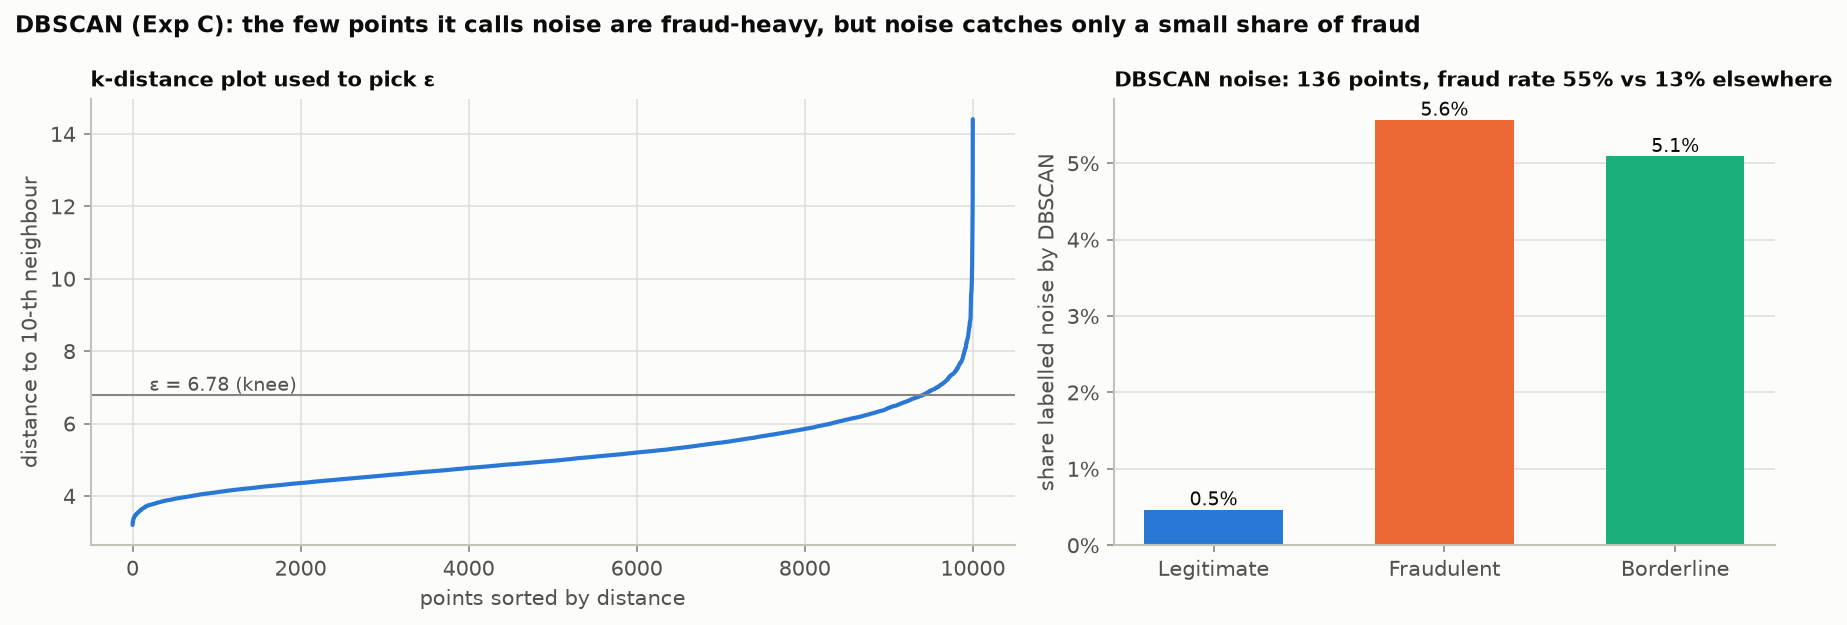 DBSCAN (Exp C): the few points it calls noise are fraud-heavy, but noise catches only a small share of fraud
k-distance plot used to pick ε
distance to 10-th neighbour
14
12
10
8
6
4
ε = 6.78 (knee)
0 2000 4000 6000 8000 10000
points sorted by distance
DBSCAN noise: 136 points, fraud rate 55% vs 13% elsewhere
share labelled noise by DBSCAN
5%
4%
3%
2%
1%
0%
0.5%
5.6%
5.1%
Legitimate Fraudulent Borderline